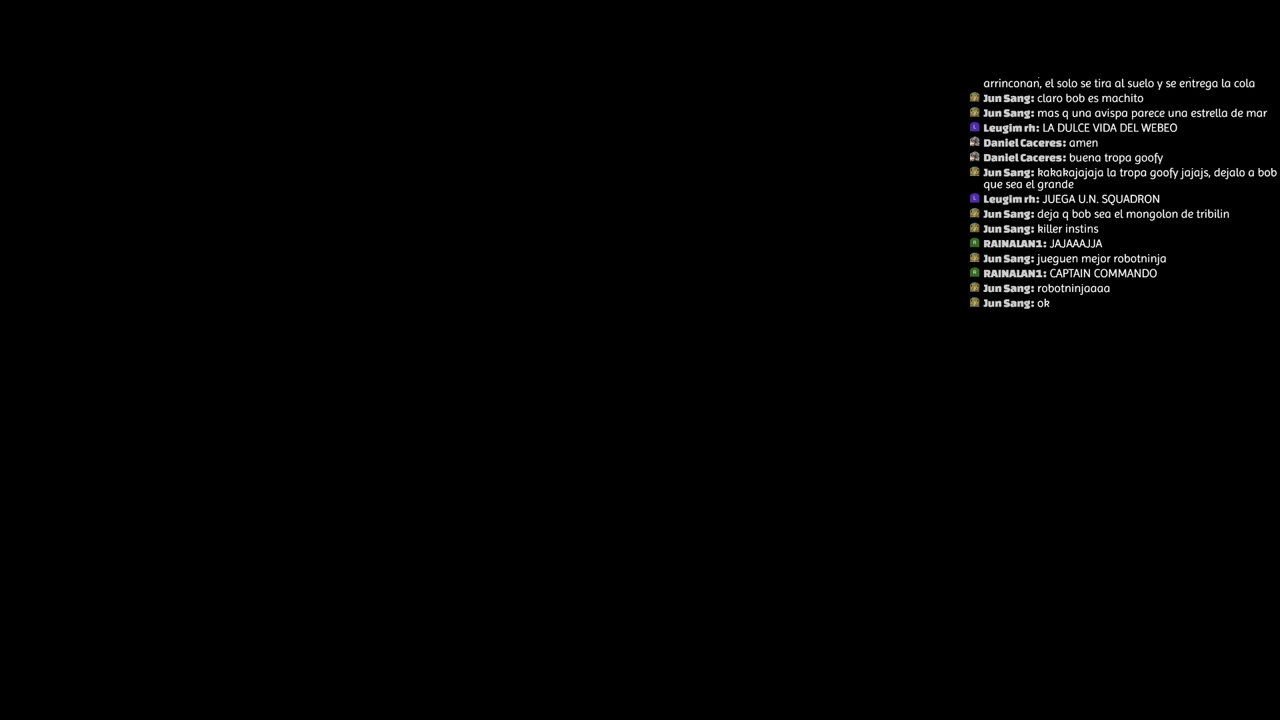 arrinconan, el solo se tira al suelo y se entrega la cola
Jun Sang: claro bob es machito
Jun Sang: mas q una avispa parece una estrella de mar
Leugim rh: LA DULCE VIDA DEL WEBEO
Daniel Caceres: amen
Daniel Caceres: buena tropa goofy
Jun Sang: kakakajajaja la tropa goofy jajajs, dejalo a bob
que sea el grande
Leugim rh: JUEGA U.N. SQUADRON
Jun Sang: deja q bob sea el mongolon de tribilin
Jun Sang: killer instins
RAINALAN1: JAJAAAJJA
Jun Sang: jueguen mejor robotninja
RAINALAN1: CAPTAIN COMMANDO
Jun Sang: robotninjaaaa
Jun Sang: ok